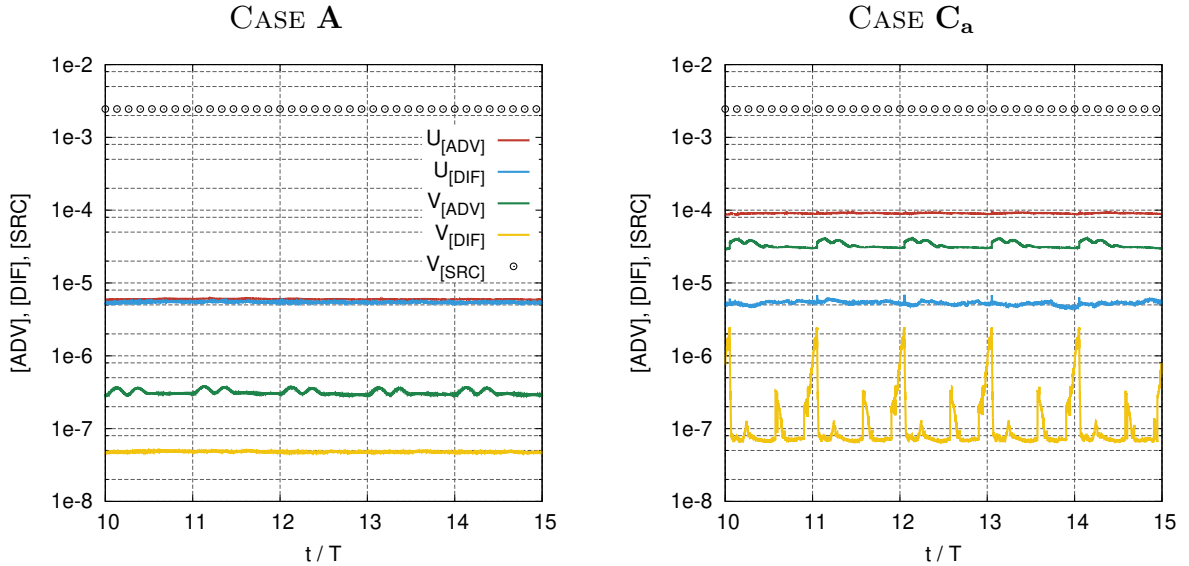 CASE A
1e-2
1e-3
1e-4
1e-5
1e-6
1e-7
1e-8
[ADV], [DIF], [SRC]
U[ADV]
U[DIF]
V[ADV]
V[DIF]
V[SRC]
10 11 12 13 14 15
t / T
CASE Ca
1e-2
1e-3
1e-4
1e-5
1e-6
1e-7
1e-8
[ADV], [DIF], [SRC]
10 11 12 13 14 15
t / T